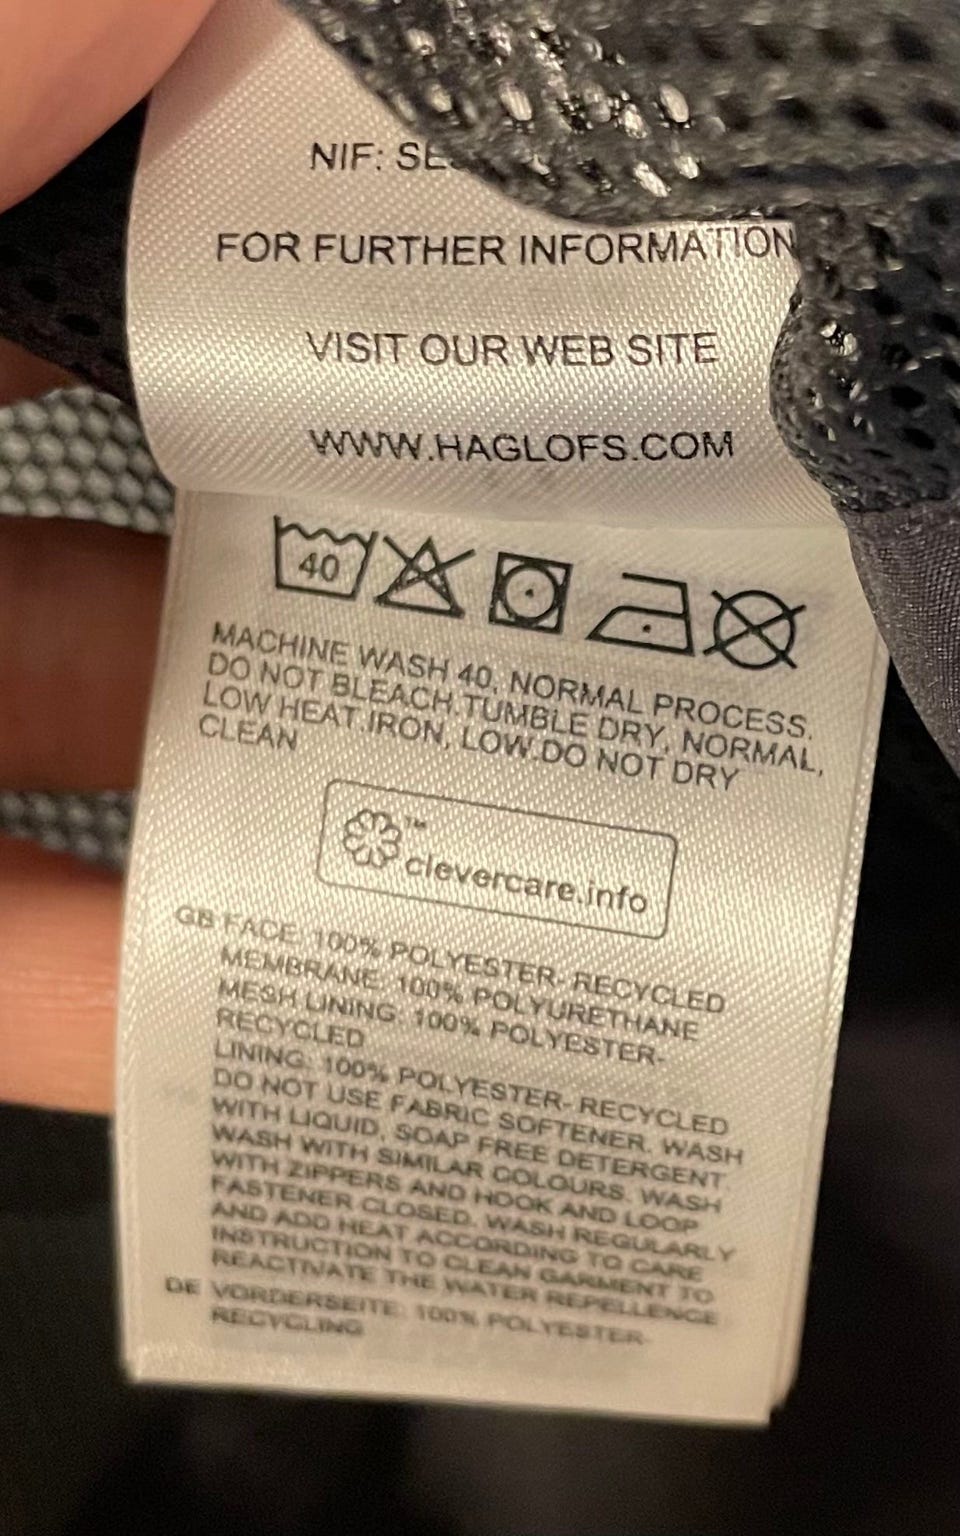 NIF: SE
FOR FURTHER INFORMATION
VISIT OUR WEB SITE
WWW.HAGLOFS.COM
40
MACHINE WASH 40, NORMAL PROCESS.
DO NOT BLEACH.TUMBLE DRY, NORMAL,
LOW HEAT.IRON, LOW.DO NOT DRY
CLEAN
™
clevercare.info
GB FACE: 100% POLYESTER- RECYCLED
MEMBRANE: 100% POLYURETHANE
MESH LINING: 100% POLYESTER-
RECYCLED
LINING: 100% POLYESTER- RECYCLED
DO NOT USE FABRIC SOFTENER. WASH
WITH LIQUID, SOAP FREE DETERGENT.
WASH WITH SIMILAR COLOURS. WASH
WITH ZIPPERS AND HOOK AND LOOP
FASTENER CLOSED. WASH REGULARLY
AND ADD HEAT ACCORDING TO CARE
INSTRUCTION TO CLEAN GARMENT TO
REACTIVATE THE WATER REPELLENCE
DE VORDERSEITE: 100% POLYESTER-
RECYCLING